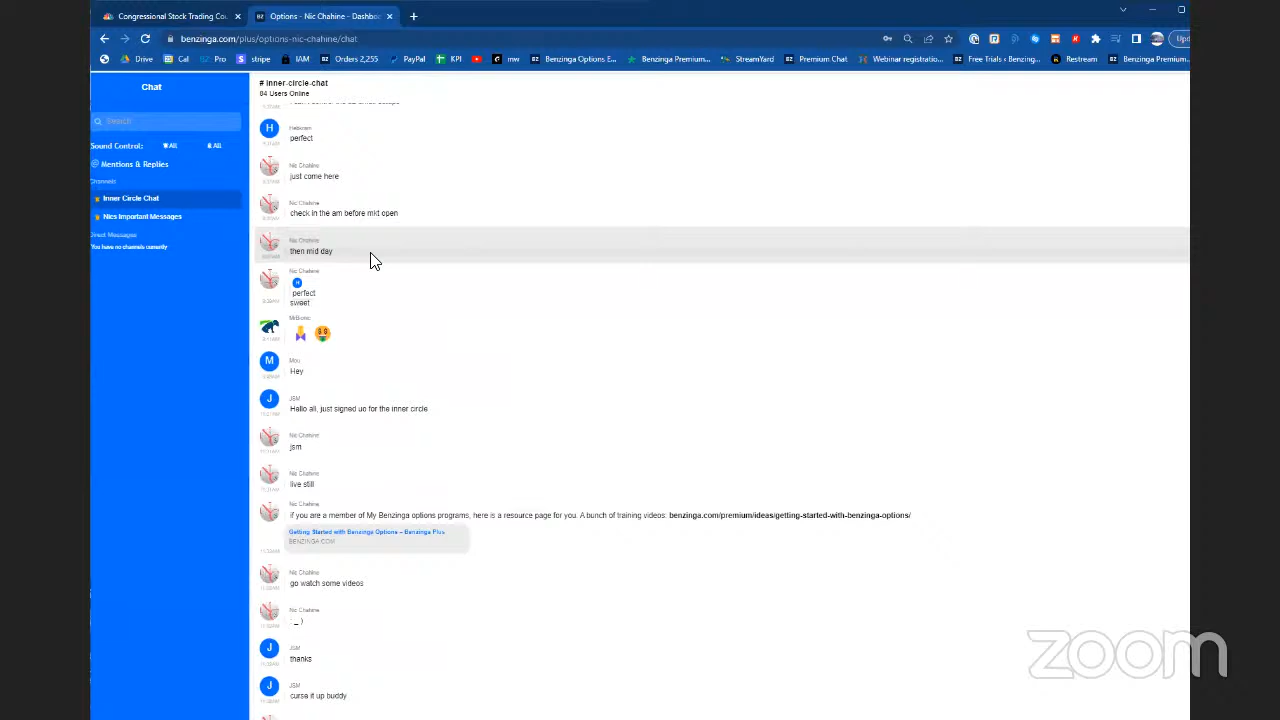 Congressional Stock Trading Co
Options - Nic Chahine - Dashbo
benzinga.com/plus/options-nic-chahine/chat
Drive
Cal
Pro
stripe
IAM
Orders 2,255
PayPal
KPI
mw
Benzinga Options E...
Benzinga Premium...
StreamYard
Premium Chat
Webinar registratio...
Free Trials ‹ Benzing...
Restream
Benzinga Premium
Chat
Search
Sound Control:
All
All
Mentions & Replies
Channels
Inner Circle Chat
Nics Important Messages
Direct Messages
You have no channels currently
# inner-circle-chat
84 Users Online
perfect
Nic Chahine
just come here
Nic Chahine
check in the am before mkt open
Nic Chahine
then mid day
Nic Chahine
H
perfect
sweet
Mou
Hey
JSM
Hello all, just signed uo for the inner circle
Nic Chahine
jsm
Nic Chahine
live still
Nic Chahine
if you are a member of My Benzinga options programs, here is a resource page for you. A bunch of training videos: benzinga.com/premium/ideas/getting-started-with-benzinga-options/
Getting Started with Benzinga Options – Benzinga Plus
BENZINGA.COM
Nic Chahine
go watch some videos
Nic Chahine
: _ )
JSM
thanks
JSM
curse it up buddy
zoom